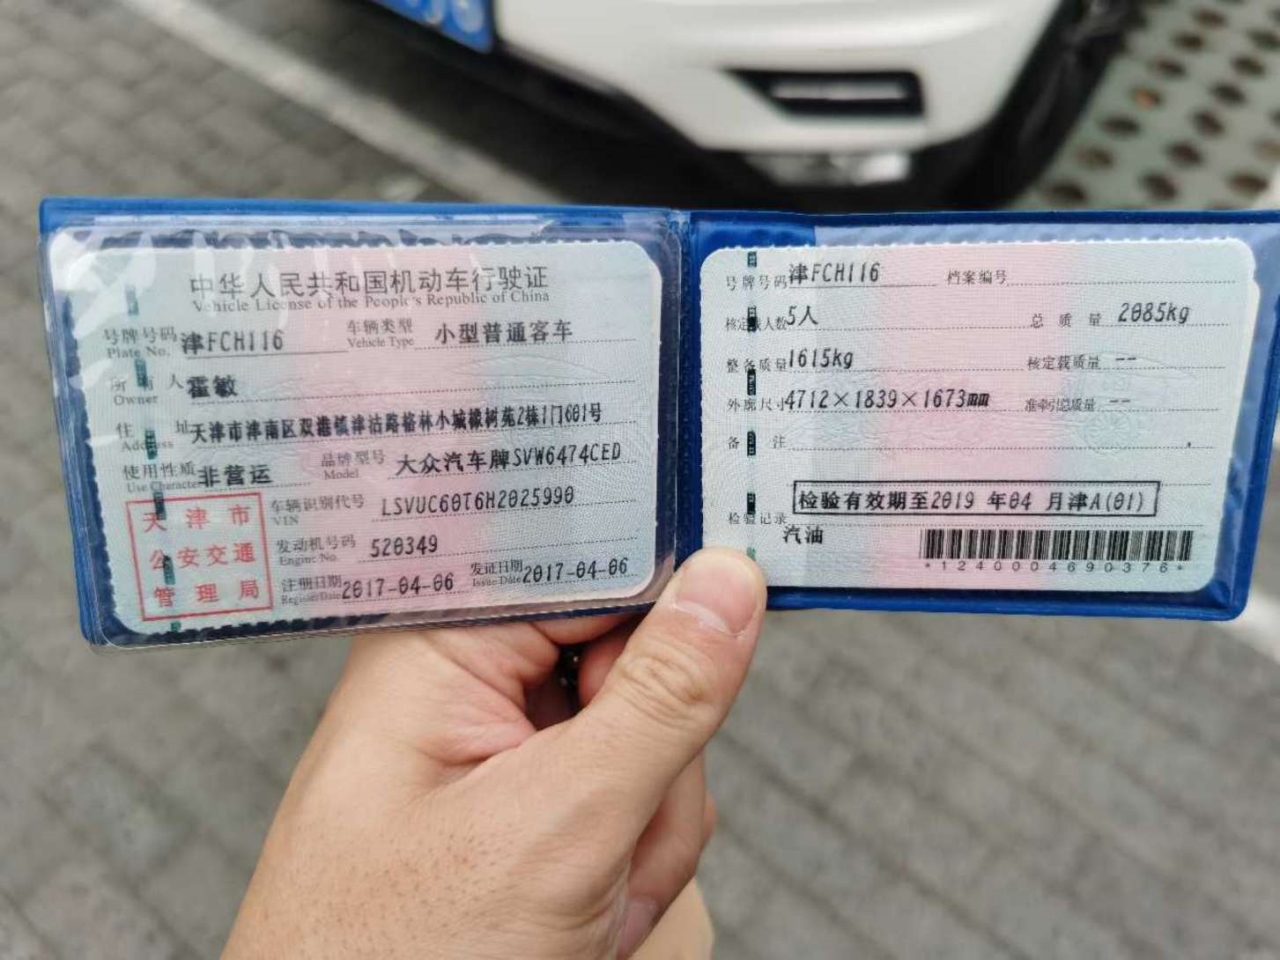 中华人民共和国机动车行驶证
Vehicle License of the People's Republic of China
号牌号码 津FCH116 车辆类型 小型普通客车
Plate No. Vehicle Type
所有人 霍敏
Owner
住址 天津市津南区双港镇津沽路格林小城橡树苑2栋1门601号
Address
使用性质 非营运 品牌型号 大众汽车牌SVW6474CED
Use Character Model
天津市公安交通管理局
车辆识别代号 LSVUC60T6H2025990
VIN
发动机号码 520349
Engine No.
注册日期 2017-04-06 发证日期 2017-04-06
Register Date Issue Date
号牌号码 津FCH116 档案编号
核定载人数 5人 总质量 2085kg
整备质量 1615kg 核定载质量 --
外廓尺寸 4712×1839×1673mm 准牵引总质量 --
备注
检验有效期至2019 年04 月津A(01)
检验记录
汽油
*1240004690376*